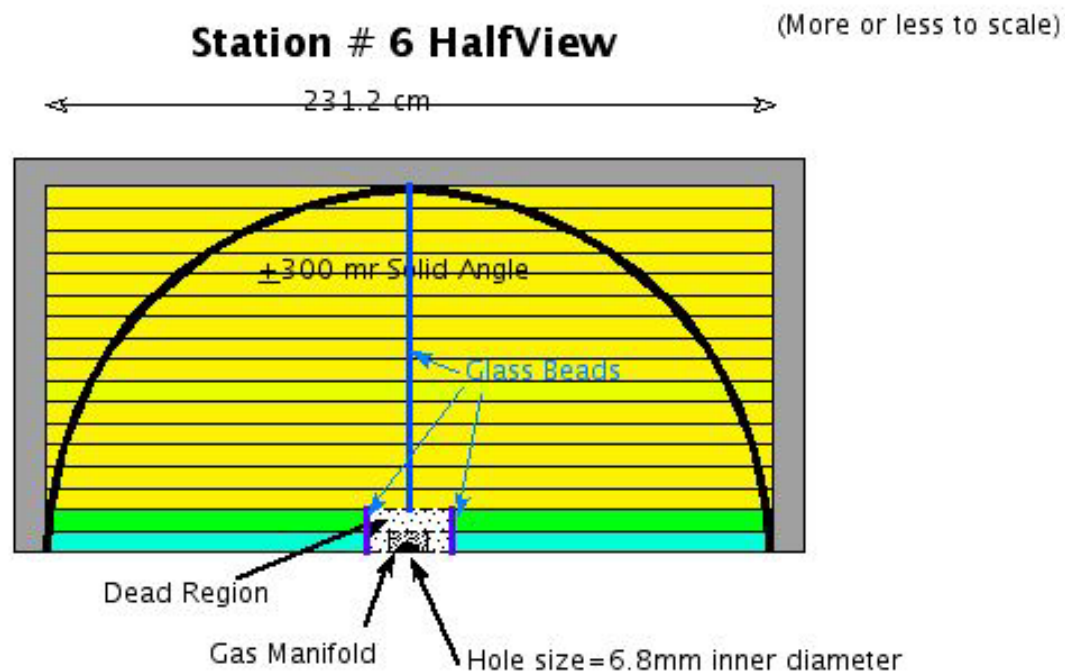 (More or less to scale)
Station # 6 HalfView
231.2 cm
±300 mr Solid Angle
Glass Beads
Dead Region
Gas Manifold
Hole size=6.8mm inner diameter